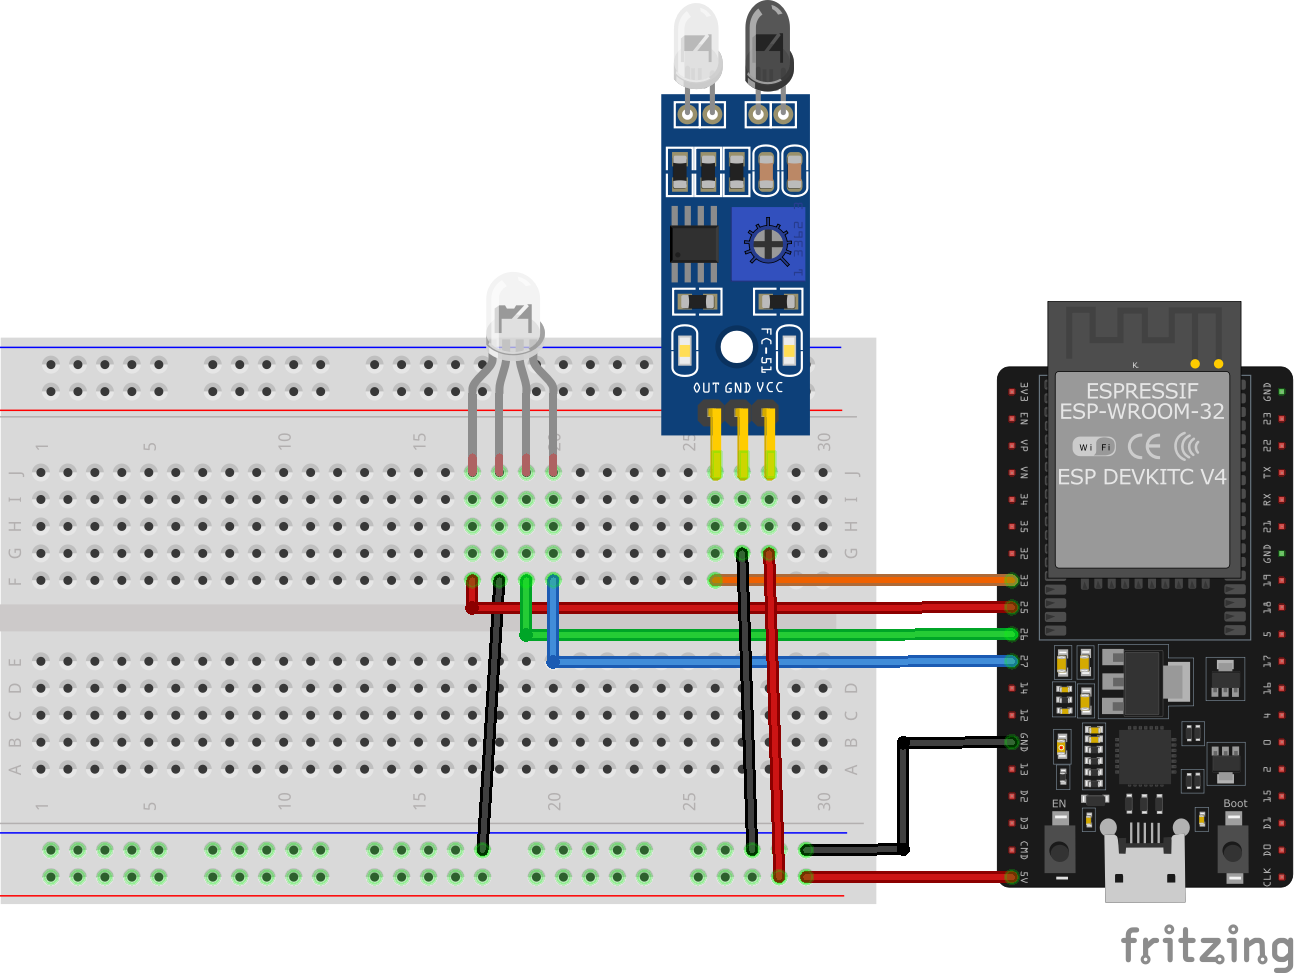 OUT GND VCC
FC-51
1 3362
ESPRESSIF
ESP-WROOM-32
Wi Fi
CE
ESP DEVKITC V4
K
3V3
EN
VP
VN
34
35
32
33
25
26
27
14
12
GND
13
D2
D3
CMD
5V
GND
23
22
TX
RX
21
GND
19
18
5
17
16
4
0
2
15
D1
D0
CLK
EN
Boot
1 5 10 15 20 25 30
J
I
H
G
F
E
D
C
B
A
J
I
H
G
D
C
B
A
1 5 10 15 20 25 30
fritzing